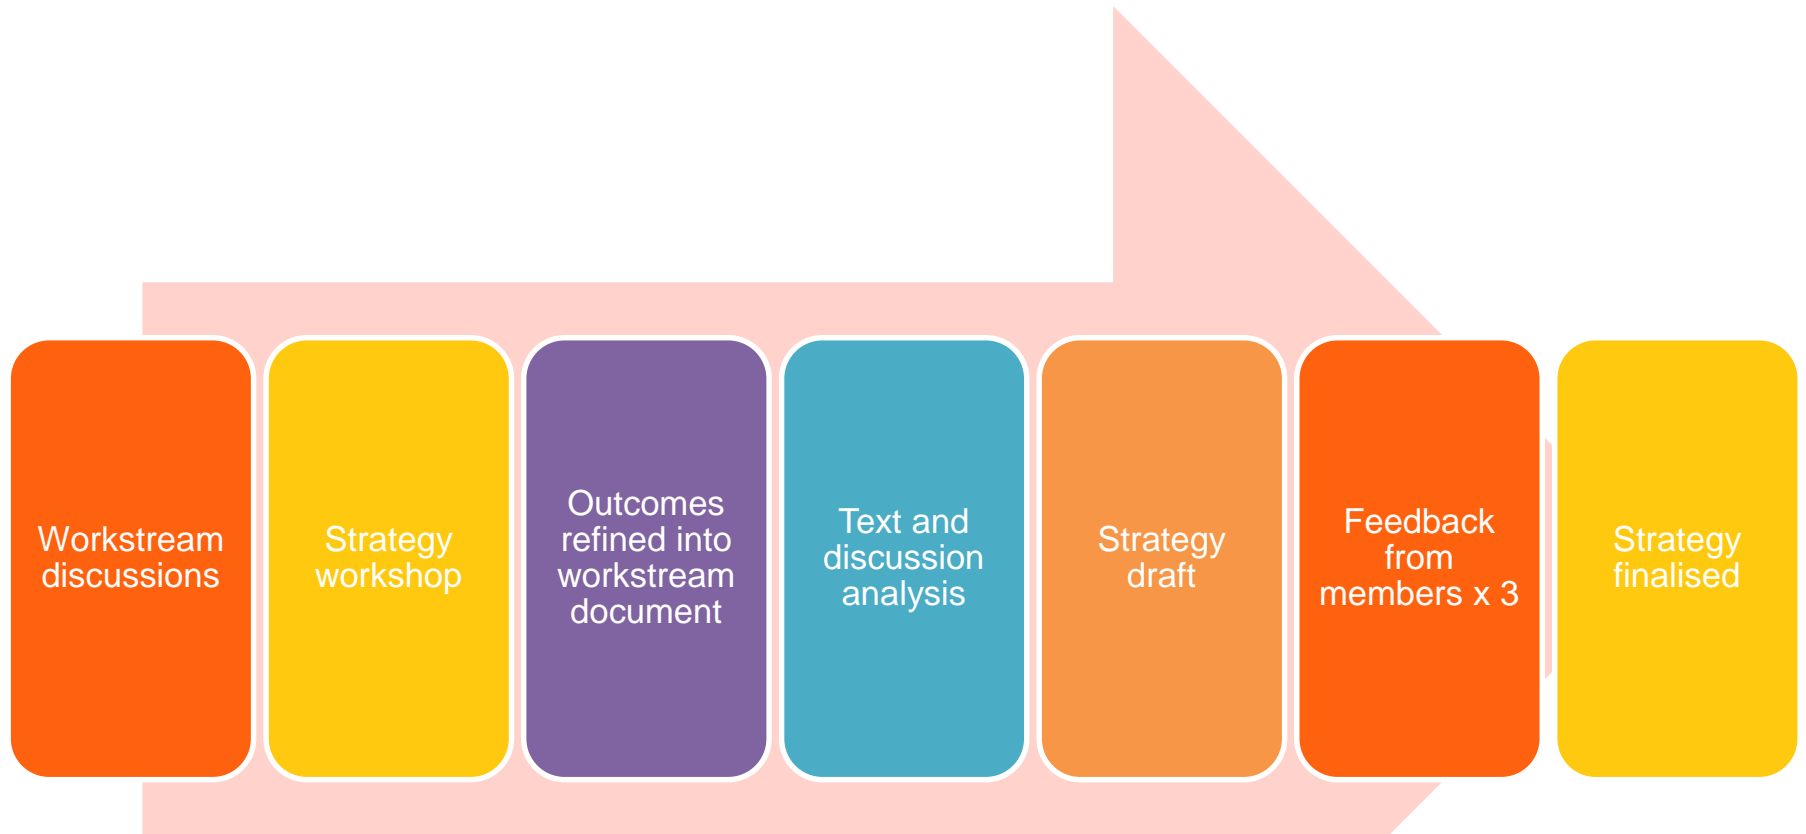 Workstream
discussions
Strategy
workshop
Outcomes
refined into
workstream
document
Text and
discussion
analysis
Strategy
draft
Feedback
from
members x 3
Strategy
finalised